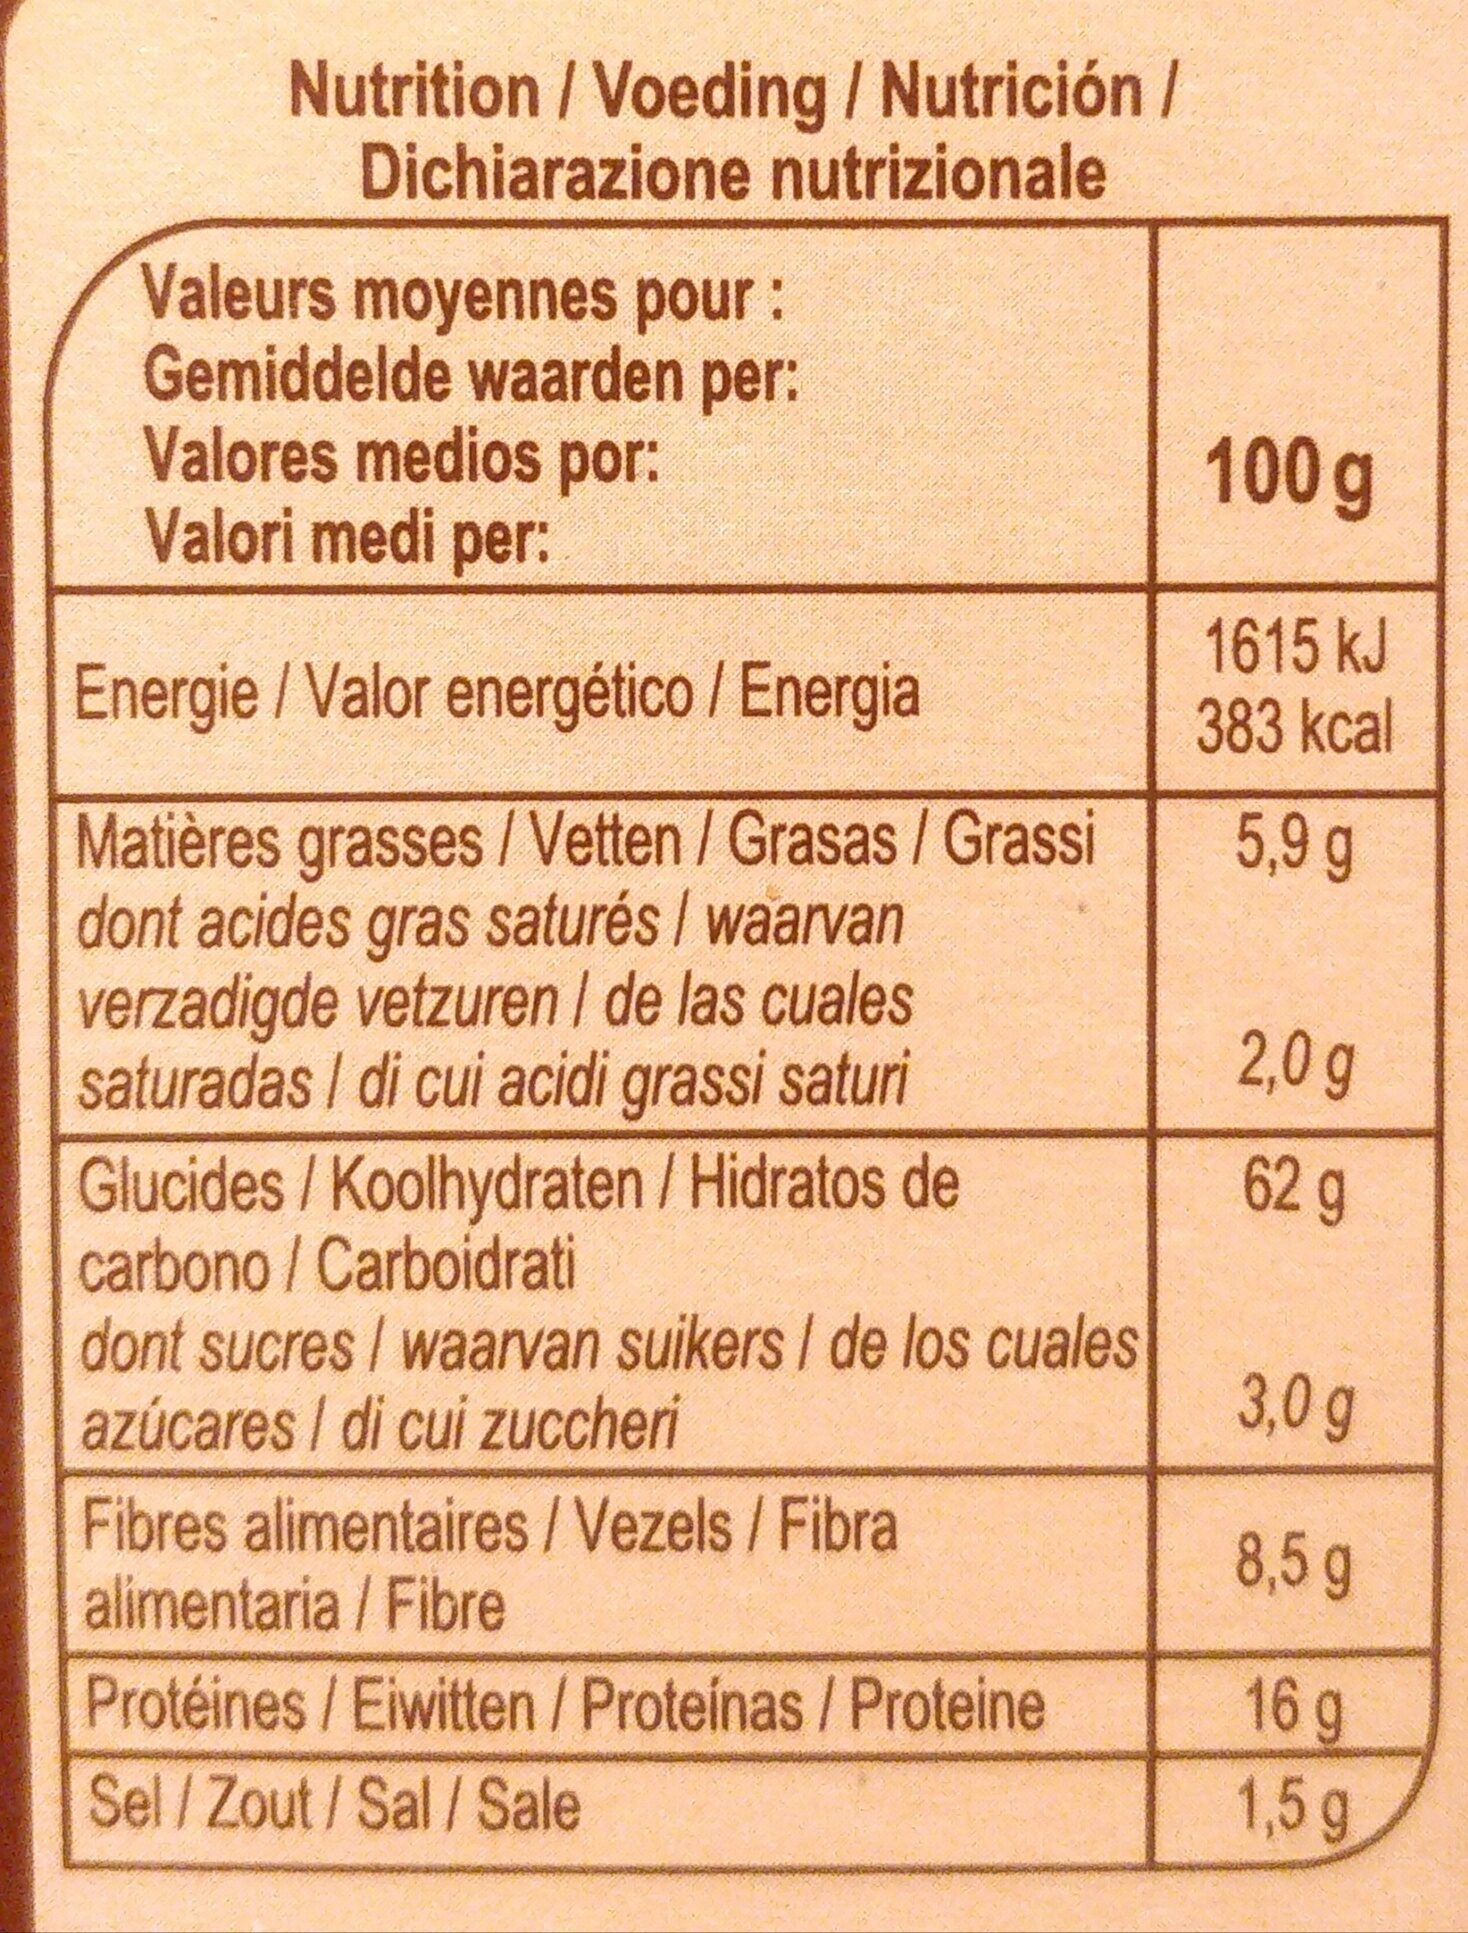 Nutrition / Voeding / Nutrición /
Dichiarazione nutrizionale
Valeurs moyennes pour :
Gemiddelde waarden per:
Valores medios por:
Valori medi per:
100 g
Energie / Valor energético / Energia
1615 kJ
383 kcal
Matières grasses / Vetten / Grasas / Grassi
5,9 g
dont acides gras saturés / waarvan
verzadigde vetzuren / de las cuales
saturadas / di cui acidi grassi saturi
2,0 g
Glucides / Koolhydraten / Hidratos de
carbono / Carboidrati
62 g
dont sucres / waarvan suikers / de los cuales
azúcares / di cui zuccheri
3,0 g
Fibres alimentaires / Vezels / Fibra
alimentaria / Fibre
8,5 g
Protéines / Eiwitten / Proteínas / Proteine
16 g
Sel / Zout / Sal / Sale
1,5 g